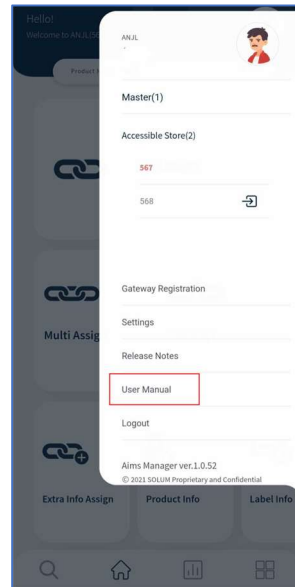 Hello!
Welcome to ANJL(56
Product
ANJL
-
Master(1)
Accessible Store(2)
567
568
Gateway Registration
Settings
Multi Assig
Release Notes
User Manual
Logout
Aims Manager ver.1.0.52
© 2021 SOLUM Proprietary and Confidential
Extra Info Assign
Product Info
Label Info